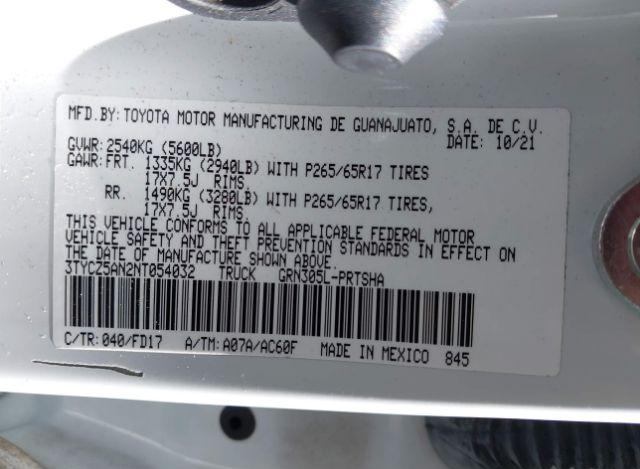 MFD.BY: TOYOTA MOTOR MANUFACTURING DE GUANAJUATO, S.A. DE C.V.
GVWR: 2540KG (5600LB) DATE: 10/21
GAWR: FRT. 1335KG (2940LB) WITH P265/65R17 TIRES
17X7.5J RIMS.
RR. 1490KG (3280LB) WITH P265/65R17 TIRES,
17X7.5J RIMS.
THIS VEHICLE CONFORMS TO ALL APPLICABLE FEDERAL MOTOR
VEHICLE SAFETY AND THEFT PREVENTION STANDARDS IN EFFECT ON
THE DATE OF MANUFACTURE SHOWN ABOVE.
3TYCZ5AN2NT054032 TRUCK GRN305L-PRTSHA
C/TR: 040/FD17 A/TM: A07A/AC60F MADE IN MEXICO 845